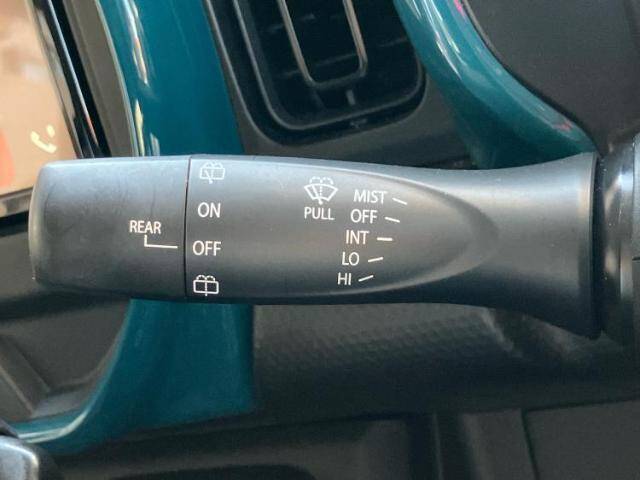 REAR
ON
OFF
PULL
MIST
OFF
INT
LO
HI